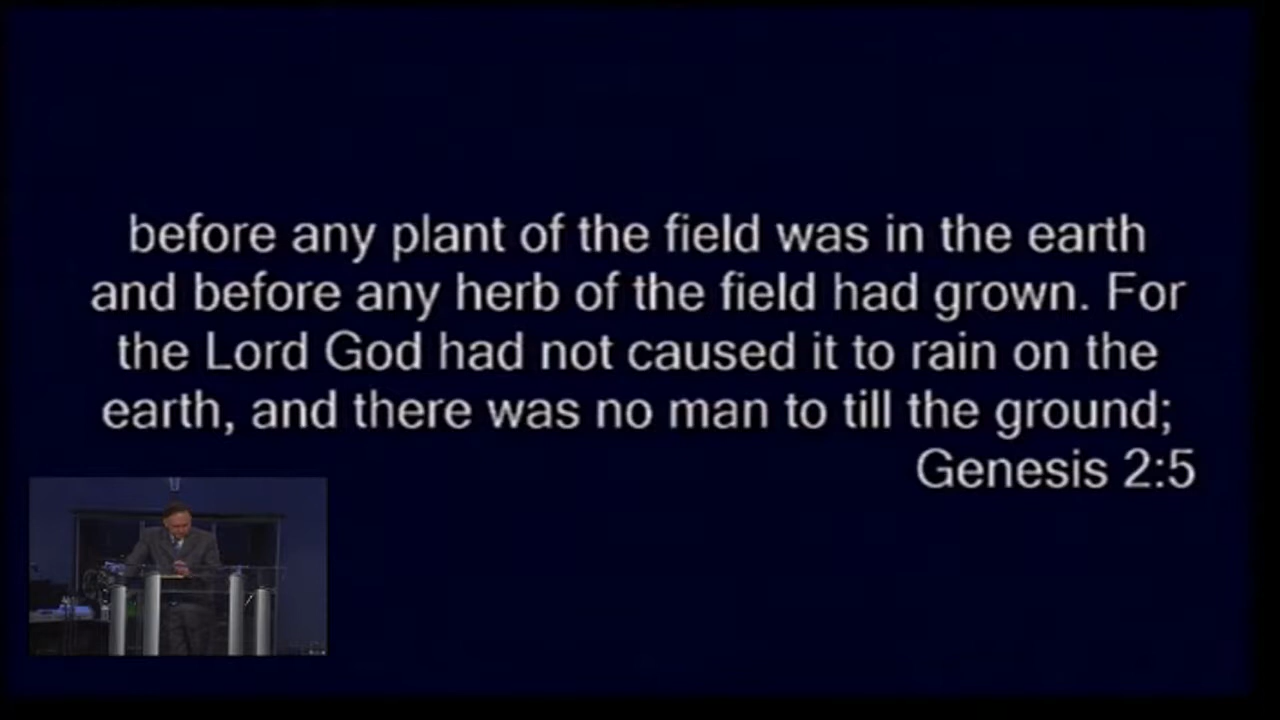 before any plant of the field was in the earth
and before any herb of the field had grown. For
the Lord God had not caused it to rain on the
earth, and there was no man to till the ground;
Genesis 2:5